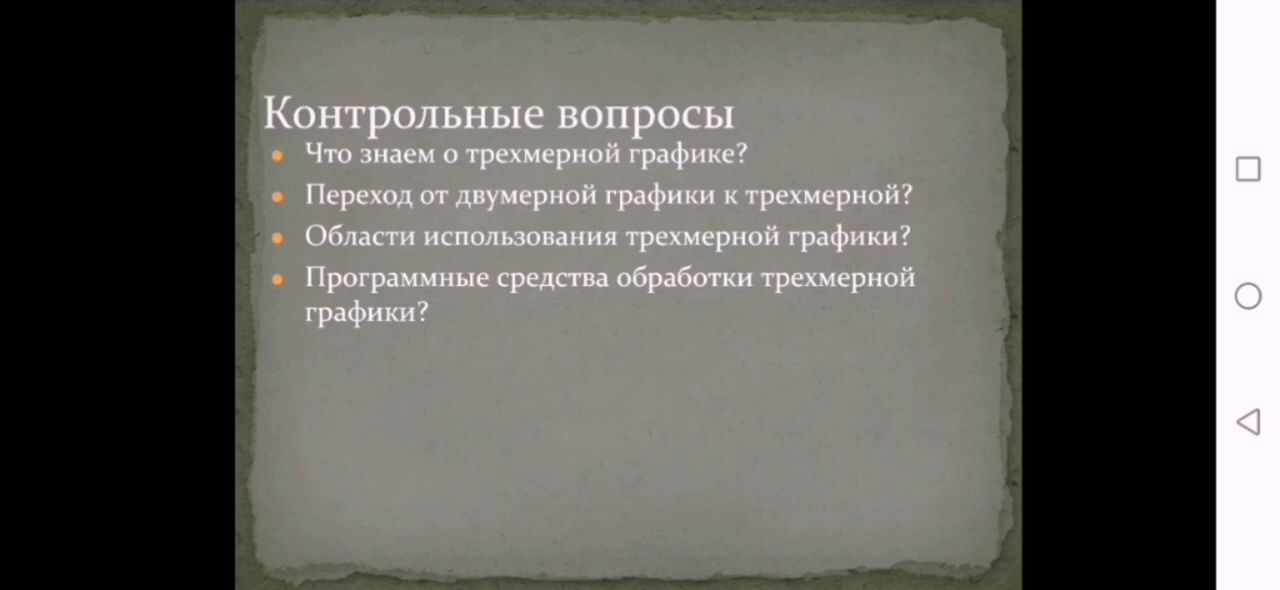 Контрольные вопросы
Что знаем о трехмерной графике?
Переход от двумерной графики к трехмерной?
Области использования трехмерной графики?
Программные средства обработки трехмерной
графики?